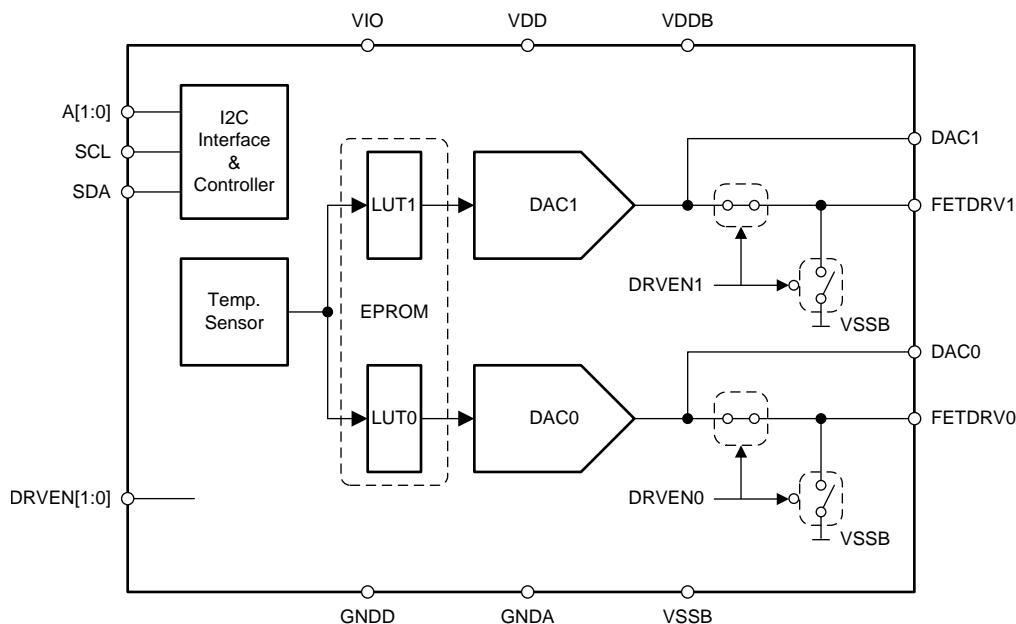 VIO
VDD
VDDB
A[1:0]
SCL
SDA
I2C
Interface
&
Controller
DAC1
LUT1
DAC1
FETDRV1
DRVEN1
VSSB
Temp.
Sensor
EPROM
DAC0
LUT0
DAC0
FETDRV0
DRVEN[1:0]
DRVEN0
VSSB
GNDD
GNDA
VSSB